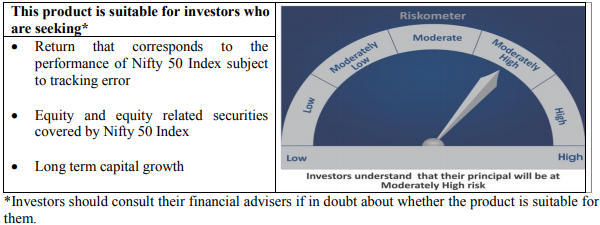 This product is suitable for investors who
are seeking*
• Return that corresponds to the
performance of Nifty 50 Index subject
to tracking error
• Equity and equity related securities
covered by Nifty 50 Index
• Long term capital growth
Riskometer
Low
Moderately
Low
Moderate
Moderately
High
High
Low
High
Investors understand that their principal will be at
Moderately High risk
*Investors should consult their financial advisers if in doubt about whether the product is suitable for
them.